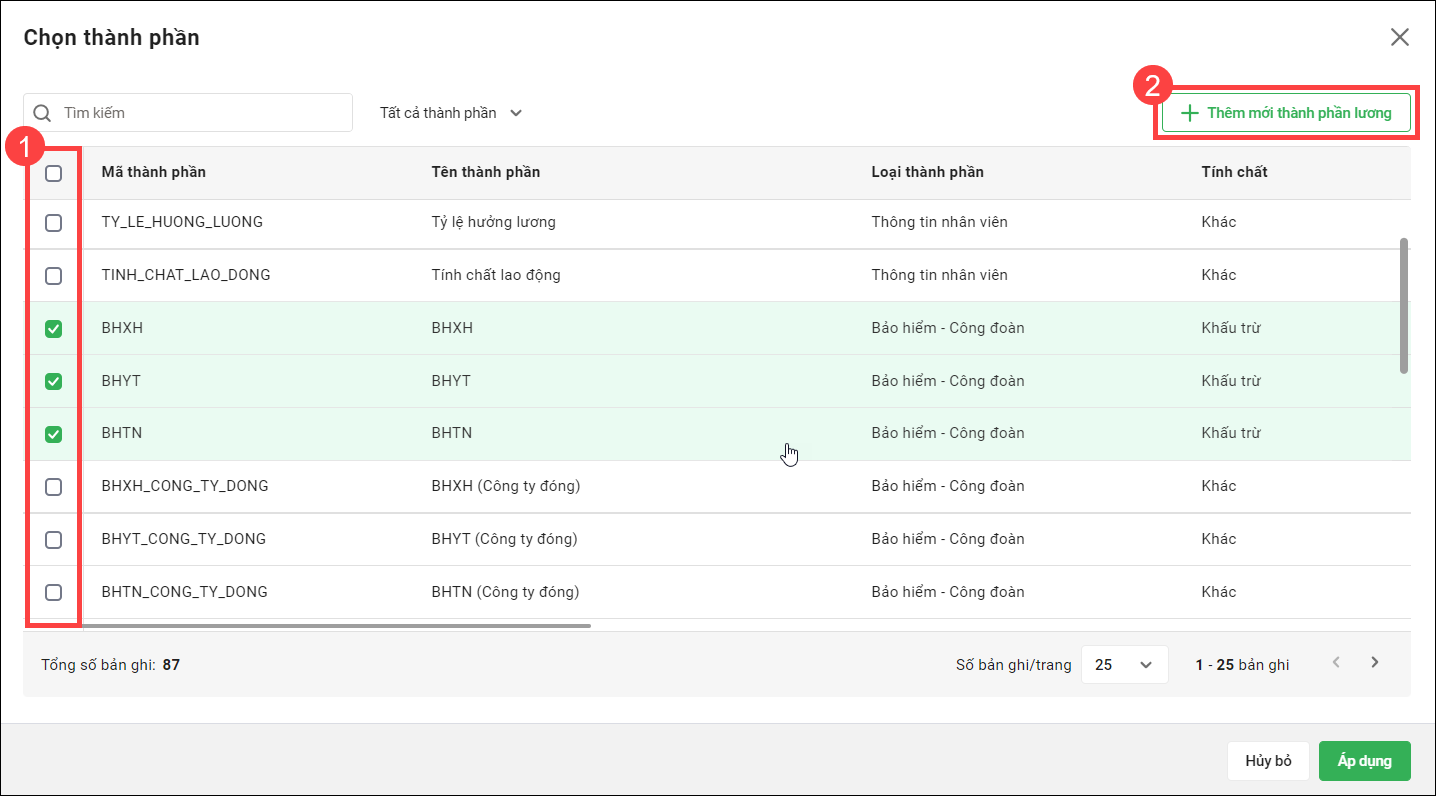 Chọn thành phần
Tìm kiếm
Tất cả thành phần
2
Thêm mới thành phần lương
1
Mã thành phần Tên thành phần Loại thành phần Tính chất
TY_LE_HUONG_LUONG Tỷ lệ hưởng lương Thông tin nhân viên Khác
TINH_CHAT_LAO_DONG Tính chất lao động Thông tin nhân viên Khác
BHXH BHXH Bảo hiểm - Công đoàn Khấu trừ
BHYT BHYT Bảo hiểm - Công đoàn Khấu trừ
BHTN BHTN Bảo hiểm - Công đoàn Khấu trừ
BHXH_CONG_TY_DONG BHXH (Công ty đóng) Bảo hiểm - Công đoàn Khác
BHYT_CONG_TY_DONG BHYT (Công ty đóng) Bảo hiểm - Công đoàn Khác
BHTN_CONG_TY_DONG BHTN (Công ty đóng) Bảo hiểm - Công đoàn Khác
Tổng số bản ghi: 87 Số bản ghi/trang 25 1 - 25 bản ghi
Hủy bỏ Áp dụng